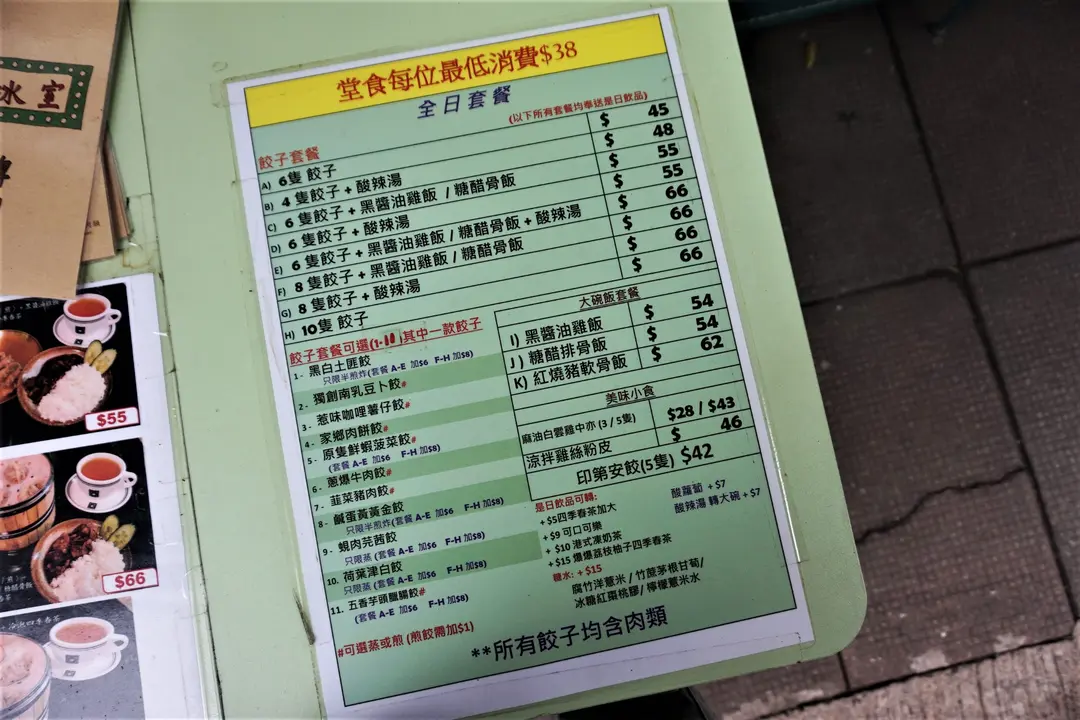 冰室
堂食每位最低消費$38
全日套餐
(以下所有套餐均奉送是日飲品)
餃子套餐
A) 6隻 餃子 $ 45
B) 4 隻餃子 + 酸辣湯 $ 48
C) 6 隻餃子 + 黑醬油雞飯 / 糖醋骨飯 $ 55
D) 6 隻餃子 + 酸辣湯 $ 55
E) 6 隻餃子 + 黑醬油雞飯 / 糖醋骨飯 + 酸辣湯 $ 66
F) 8 隻餃子 + 黑醬油雞飯 / 糖醋骨飯 $ 66
G) 8 隻餃子 + 酸辣湯 $ 66
H) 10隻 餃子 $ 66
餃子套餐可選(1-11)其中一款餃子
1- 黑白土匪餃
只限半煎炸(套餐 A-E 加$6 F-H 加$8)
2- 獨創南乳豆卜餃#
3- 惹味咖哩薯仔餃#
4- 家鄉肉餅餃#
5- 原隻鮮蝦菠菜餃#
(套餐 A-E 加$6 F-H 加$8)
6- 蔥爆牛肉餃#
7- 韮菜豬肉餃#
8- 鹹蛋黃黃金餃
只限半煎炸(套餐 A-E 加$6 F-H 加$8)
9- 蜆肉芫茜餃
只限蒸 (套餐 A-E 加$6 F-H 加$8)
10. 荷葉津白餃
只限蒸 (套餐 A-E 加$6 F-H 加$8)
11. 五香芋頭臘腸餃#
(套餐 A-E 加$6 F-H 加$8)
#可選蒸或煎 (煎餃需加$1)
大碗飯套餐
I) 黑醬油雞飯 $ 54
J) 糖醋排骨飯 $ 54
K) 紅燒豬軟骨飯 $ 62
美味小食
麻油白雲雞中亦 (3 / 5隻) $28 / $43
涼拌雞絲粉皮 $ 46
印第安餃(5隻) $42
是日飲品可轉:
+ $5四季春茶加大
+ $9 可口可樂
+ $10 港式凍奶茶
+ $15 爆爆荔枝柚子四季春茶
酸蘿蔔 + $7
酸辣湯 轉大碗 + $7
糖水: + $15
腐竹洋薏米 / 竹蔗茅根甘筍/
冰糖紅棗桃膠 / 檸檬薏米水
**所有餃子均含肉類
$55
$66